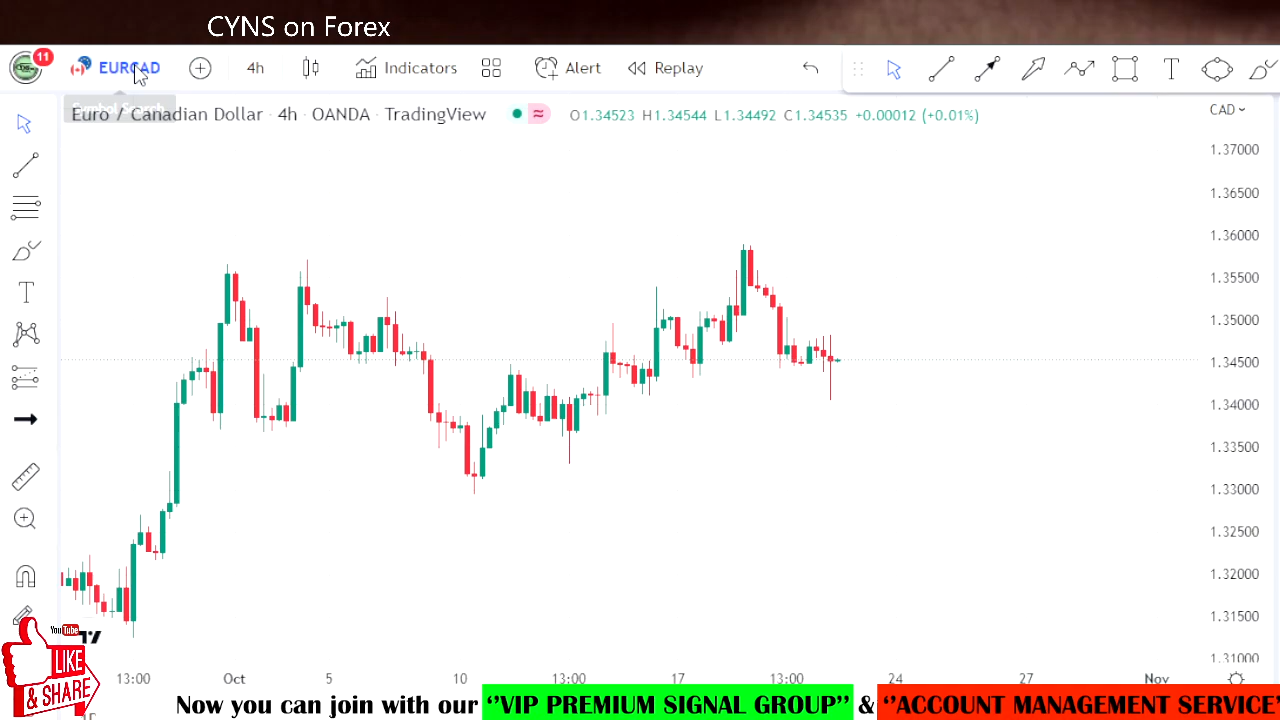 CYNS on Forex
11
EURCAD
4h
Indicators
Alert
Replay
Symbol Search
Euro / Canadian Dollar · 4h · OANDA · TradingView
O1.34523 H1.34544 L1.34492 C1.34535 +0.00012 (+0.01%)
CAD
1.37000
1.36500
1.36000
1.35500
1.35000
1.34500
1.34000
1.33500
1.33000
1.32500
1.32000
1.31500
1.31000
YouTube
LIKE
& SHARE
13:00 Oct 5 10 13:00 17 13:00 24 27 Nov
Now you can join with our ‘’VIP PREMIUM SIGNAL GROUP’’ & ‘’ACCOUNT MANAGEMENT SERVICE’